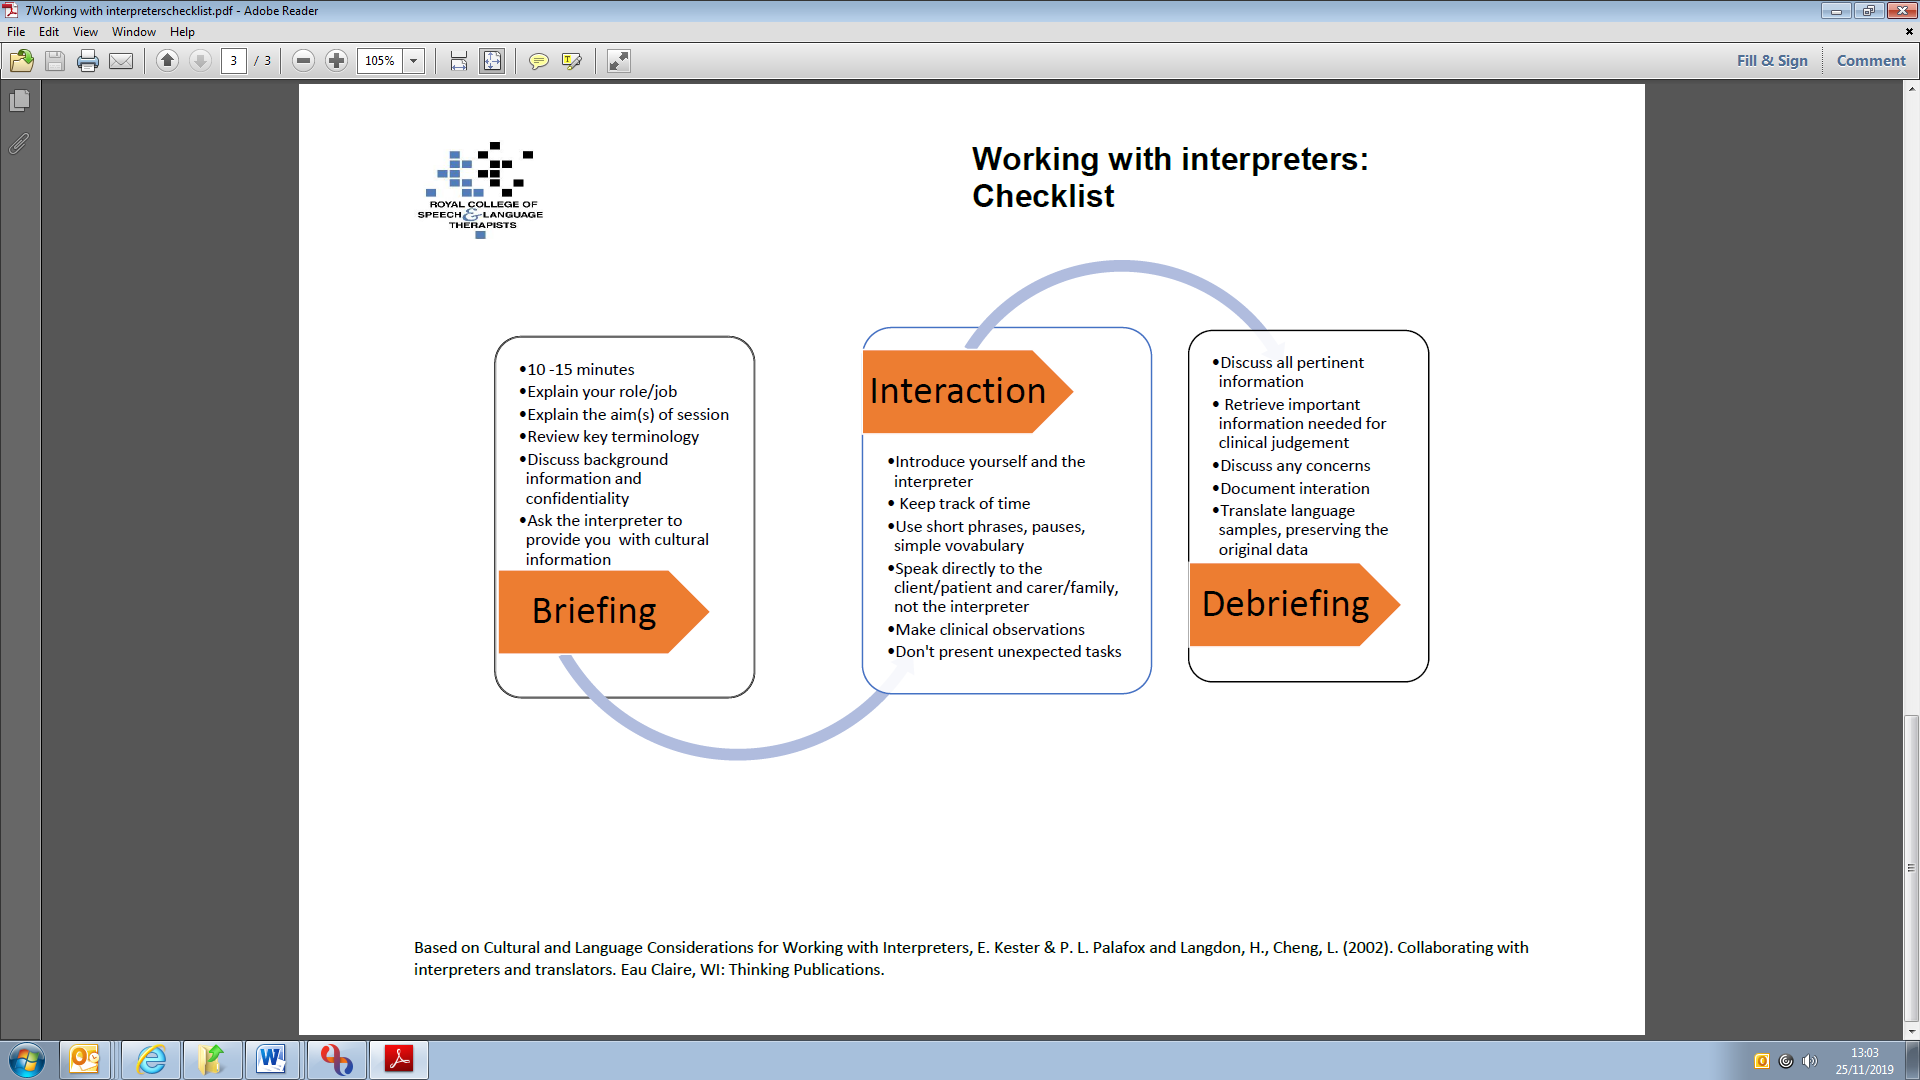 7Working with interpreterschecklist.pdf - Adobe Reader
File Edit View Window Help
3 / 3 105% Fill & Sign Comment
ROYAL COLLEGE OF
SPEECH & LANGUAGE
THERAPISTS
Working with interpreters:
Checklist
•10 -15 minutes
•Explain your role/job
•Explain the aim(s) of session
•Review key terminology
•Discuss background
information and
confidentiality
•Ask the interpreter to
provide you with cultural
information
Briefing
Interaction
•Introduce yourself and the
interpreter
• Keep track of time
•Use short phrases, pauses,
simple vovabulary
•Speak directly to the
client/patient and carer/family,
not the interpreter
•Make clinical observations
•Don't present unexpected tasks
•Discuss all pertinent
information
• Retrieve important
information needed for
clinical judgement
•Discuss any concerns
•Document interation
•Translate language
samples, preserving the
original data
Debriefing
Based on Cultural and Language Considerations for Working with Interpreters, E. Kester & P. L. Palafox and Langdon, H., Cheng, L. (2002). Collaborating with
interpreters and translators. Eau Claire, WI: Thinking Publications.
13:03
25/11/2019